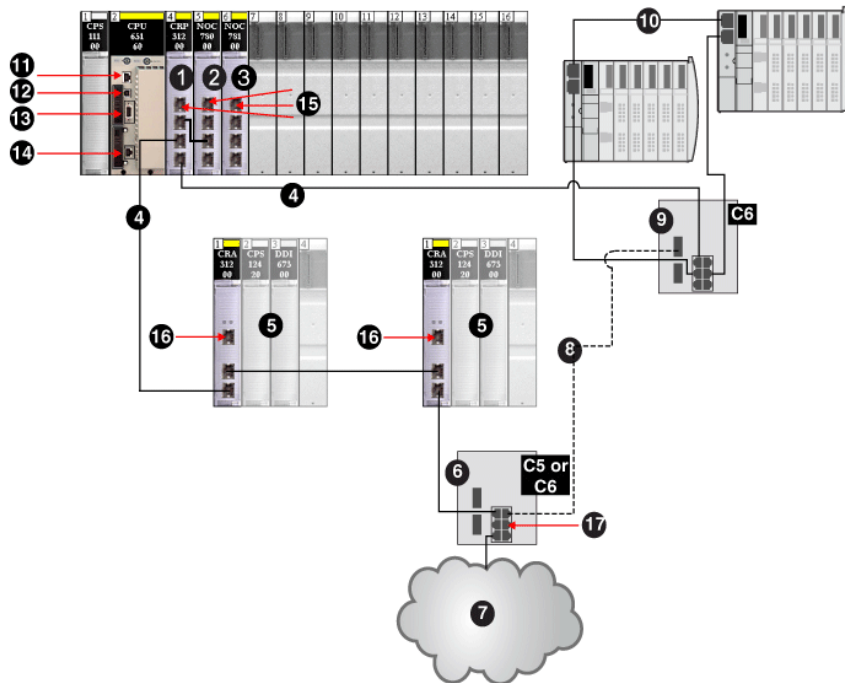 1 2 4 5 6 7 8 9 10 11 12 13 14 15 16
CPS 111 00
CPU 651 60
CRP 312 00
NOC 780 00
NOC 781 00
1
2
3
4
4
10
11
12
13
14
15
9
C6
1 2 3 4
CRA 312 00
CPS 124 20
DDI 673 00
5
16
1 2 3 4
CRA 312 00
CPS 124 20
DDI 673 00
5
16
8
6
C5 or
C6
17
7